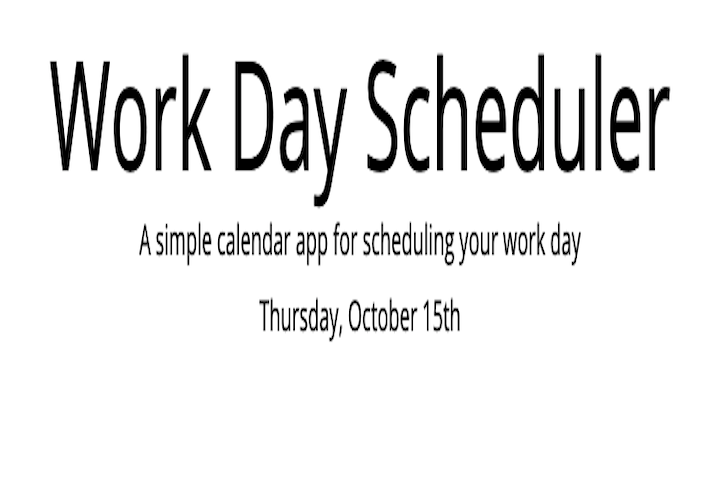 Work Day Scheduler
A simple calendar app for scheduling your work day
Thursday, October 15th